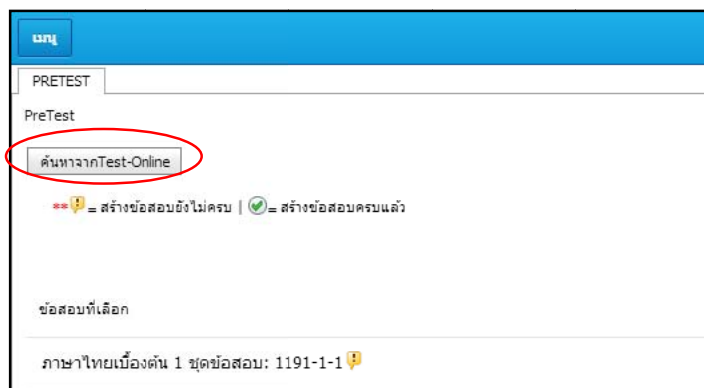 เมนู
PRETEST
PreTest
ค้นหาจากTest-Online
**= สร้างข้อสอบยังไม่ครบ | = สร้างข้อสอบครบแล้ว
ข้อสอบที่เลือก
ภาษาไทยเบื้องต้น 1 ชุดข้อสอบ: 1191-1-1